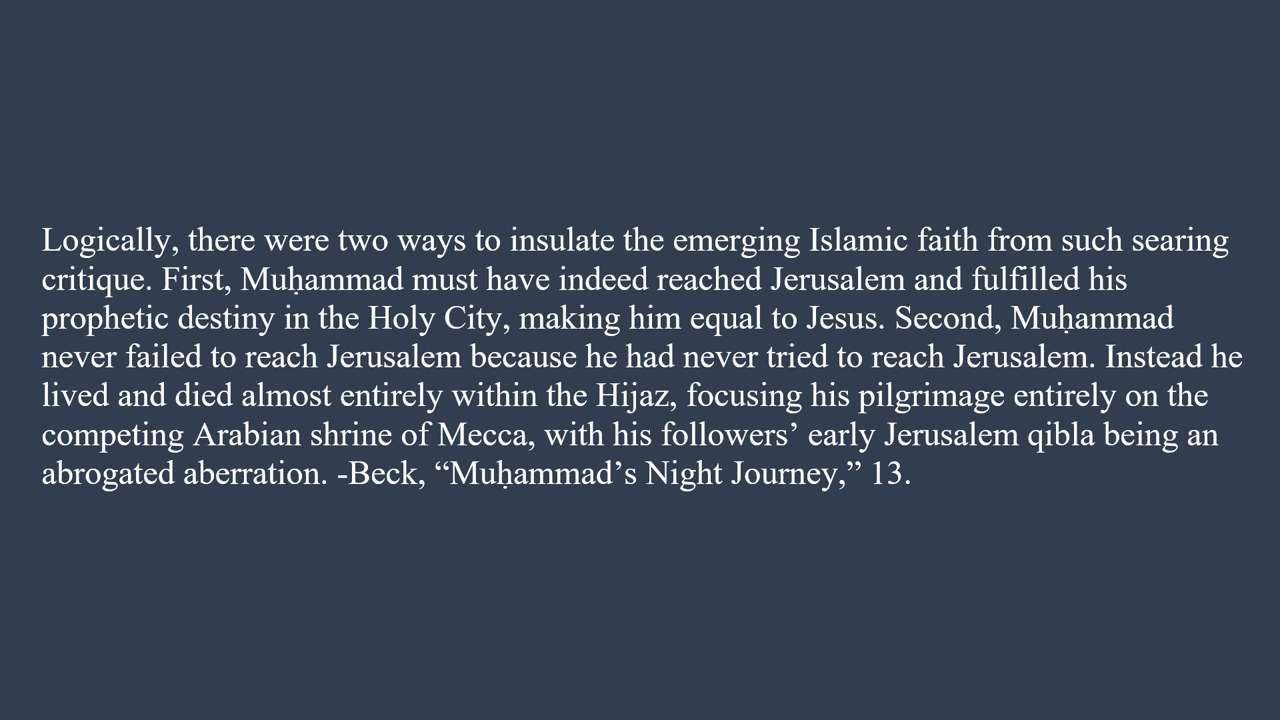 Logically, there were two ways to insulate the emerging Islamic faith from such searing
critique. First, Muḥammad must have indeed reached Jerusalem and fulfilled his
prophetic destiny in the Holy City, making him equal to Jesus. Second, Muḥammad
never failed to reach Jerusalem because he had never tried to reach Jerusalem. Instead he
lived and died almost entirely within the Hijaz, focusing his pilgrimage entirely on the
competing Arabian shrine of Mecca, with his followers’ early Jerusalem qibla being an
abrogated aberration. -Beck, “Muḥammad’s Night Journey,” 13.